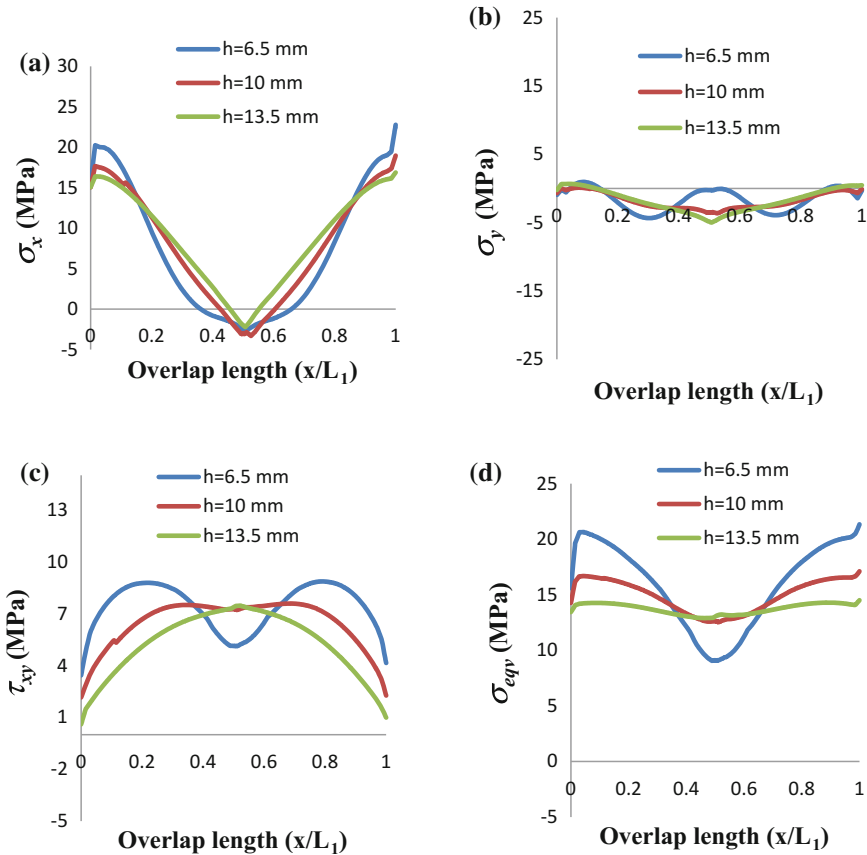 (a)
h=6.5 mm
h=10 mm
h=13.5 mm
30
25
20
15
10
5
0
-5
0 0.2 0.4 0.6 0.8 1
σx (MPa)
Overlap length (x/L1)
(b)
h=6.5 mm
h=10 mm
h=13.5 mm
25
15
5
-5
-15
-25
0 0.2 0.4 0.6 0.8 1
σy (MPa)
Overlap length (x/L1)
(c)
h=6.5 mm
h=10 mm
h=13.5 mm
13
10
7
4
1
-2
-5
0 0.2 0.4 0.6 0.8 1
τxy (MPa)
Overlap length (x/L1)
(d)
h=6.5 mm
h=10 mm
h=13.5 mm
25
20
15
10
5
0
-5
0 0.2 0.4 0.6 0.8 1
σeqv (MPa)
Overlap length (x/L1)